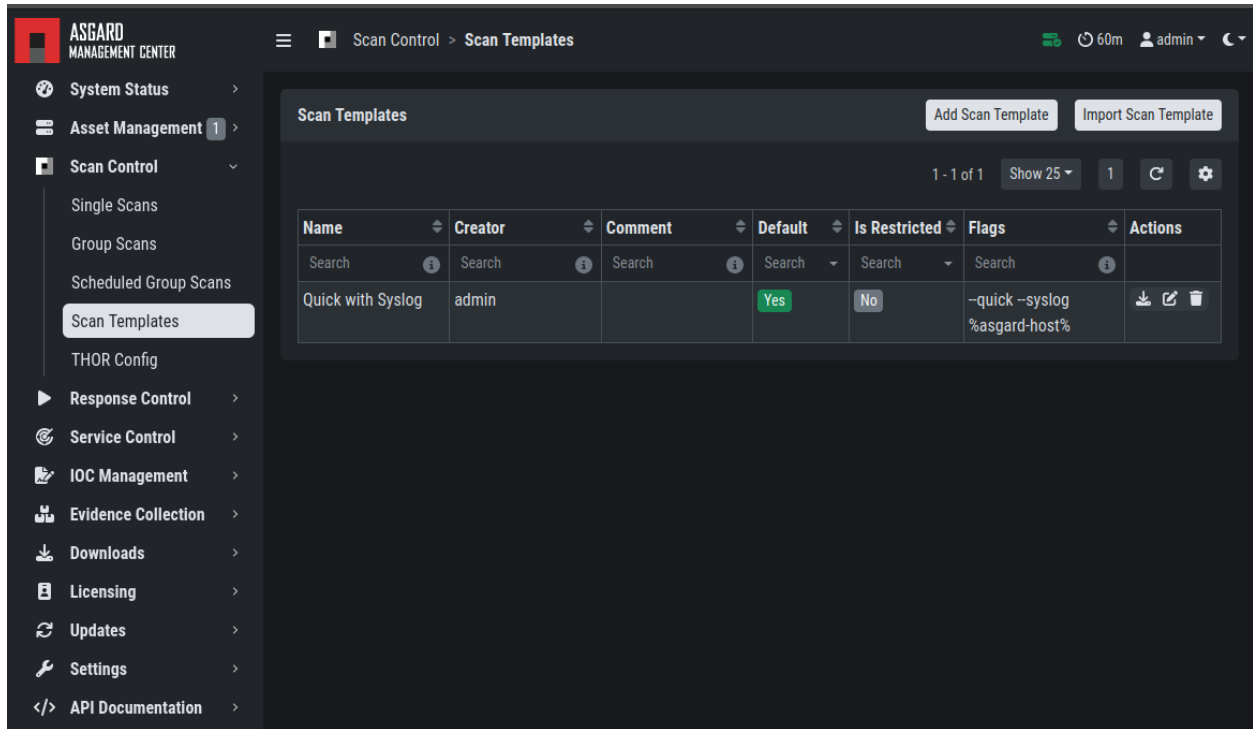 ASGARD
MANAGEMENT CENTER
Scan Control > Scan Templates
60m
admin
System Status
Asset Management 1
Scan Control
Single Scans
Group Scans
Scheduled Group Scans
Scan Templates
THOR Config
Response Control
Service Control
IOC Management
Evidence Collection
Downloads
Licensing
Updates
Settings
API Documentation
Scan Templates
Add Scan Template
Import Scan Template
1 - 1 of 1
Show 25
1
Name Creator Comment Default Is Restricted Flags Actions
Search Search Search Search Search Search
Quick with Syslog admin Yes No --quick --syslog
%asgard-host%